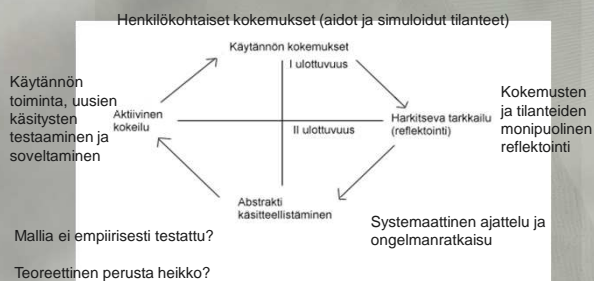 Henkilökohtaiset kokemukset (aidot ja simuloidut tilanteet)
Käytännön kokemukset
I ulottuvuus
Käytännön
toiminta, uusien
käsitysten
testaaminen ja
soveltaminen
Aktiivinen
kokeilu
II ulottuvuus
Harkitseva tarkkailu
(reflektointi)
Kokemusten
ja tilanteiden
monipuolinen
reflektointi
Abstrakti
käsitteellistäminen
Systemaattinen ajattelu ja
ongelmanratkaisu
Mallia ei empiirisesti testattu?
Teoreettinen perusta heikko?